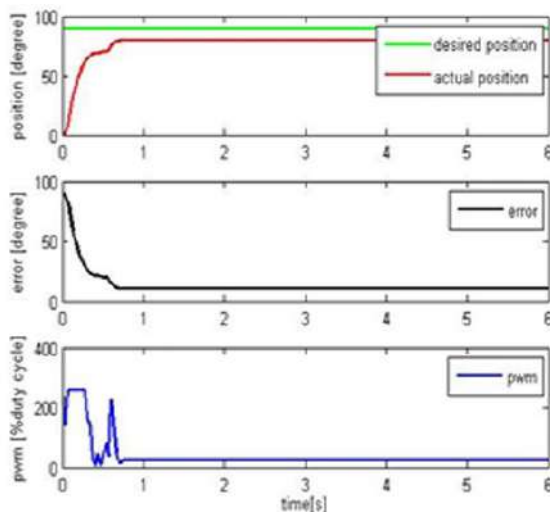 100
50
0
position [degree]
desired position
actual position
0 1 2 3 4 5 6
100
50
0
error [degree]
error
0 1 2 3 4 5 6
400
200
0
pwm [%duty cycle]
pwm
0 1 2 3 4 5 6
time[s]